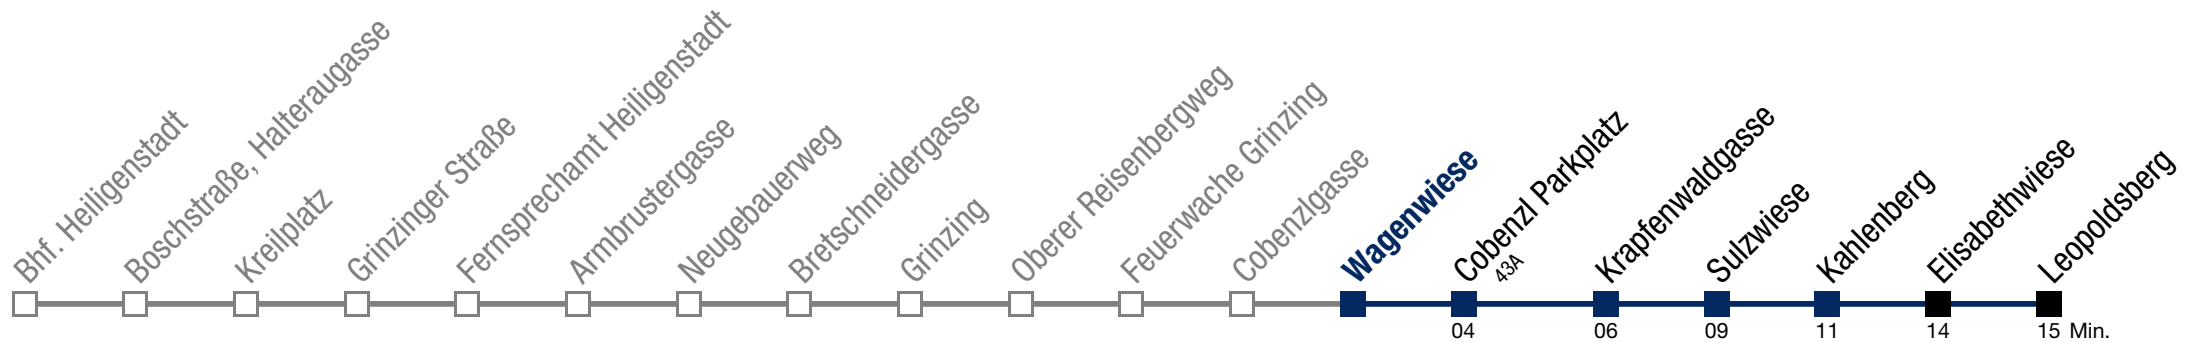 Bhf. Heiligenstadt
Boschstraße, Halteraugasse
Kreilplatz
Grinzinger Straße
Fernsprechamt Heiligenstadt
Armbrustergasse
Neugebauerweg
Bretschneidergasse
Grinzing
Oberer Reisenbergweg
Feuerwache Grinzing
Cobenzlgasse
Wagenwiese
Cobenzl Parkplatz
43A
Krapfenwaldgasse
Sulzwiese
Kahlenberg
Elisabethwiese
Leopoldsberg
04 06 09 11 14 15 Min.